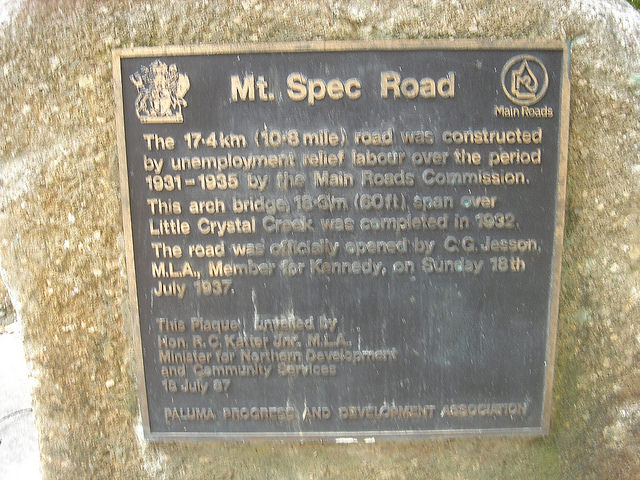 Mt. Spec Road
Main Roads
The 17·4km (10·8 mile) road was constructed
by unemployment relief labour over the period
1931-1935 by the Main Roads Commission.
This arch bridge, 18·3m (60ft) span over
Little Crystal Creek was completed in 1932.
The road was officially opened by C.G. Jesson,
M.L.A., Member for Kennedy, on Sunday 18th
July 1937.
This Plaque unveiled by
Hon. R.C. Katter Jnr. M.L.A.
Minister for Northern Development
and Community Services
18 July 87
PALUMA PROGRESS AND DEVELOPMENT ASSOCIATION